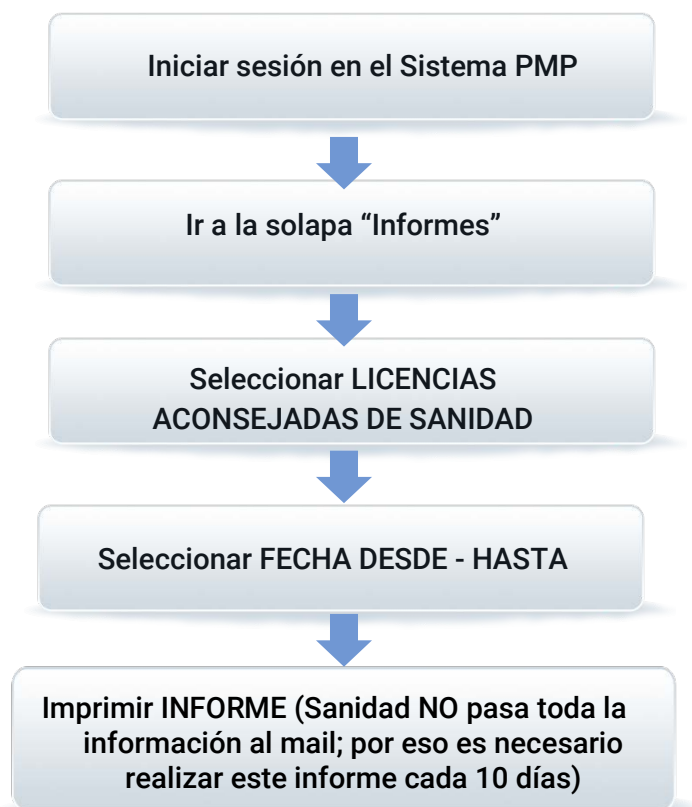 Iniciar sesión en el Sistema PMP
Ir a la solapa “Informes”
Seleccionar LICENCIAS
ACONSEJADAS DE SANIDAD
Seleccionar FECHA DESDE - HASTA
Imprimir INFORME (Sanidad NO pasa toda la
información al mail; por eso es necesario
realizar este informe cada 10 días)